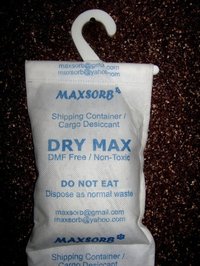 maxsorb@gmail.com
maxsorb@yahoo.com
MAXSORB
Shipping Container /
Cargo Desiccant
DRY MAX
DMF Free / Non-Toxic
DO NOT EAT
Dispose as normal waste
maxsorb@gmail.com
maxsorb@yahoo.com
MAXSORB
Shipping Container /
Cargo Desiccant